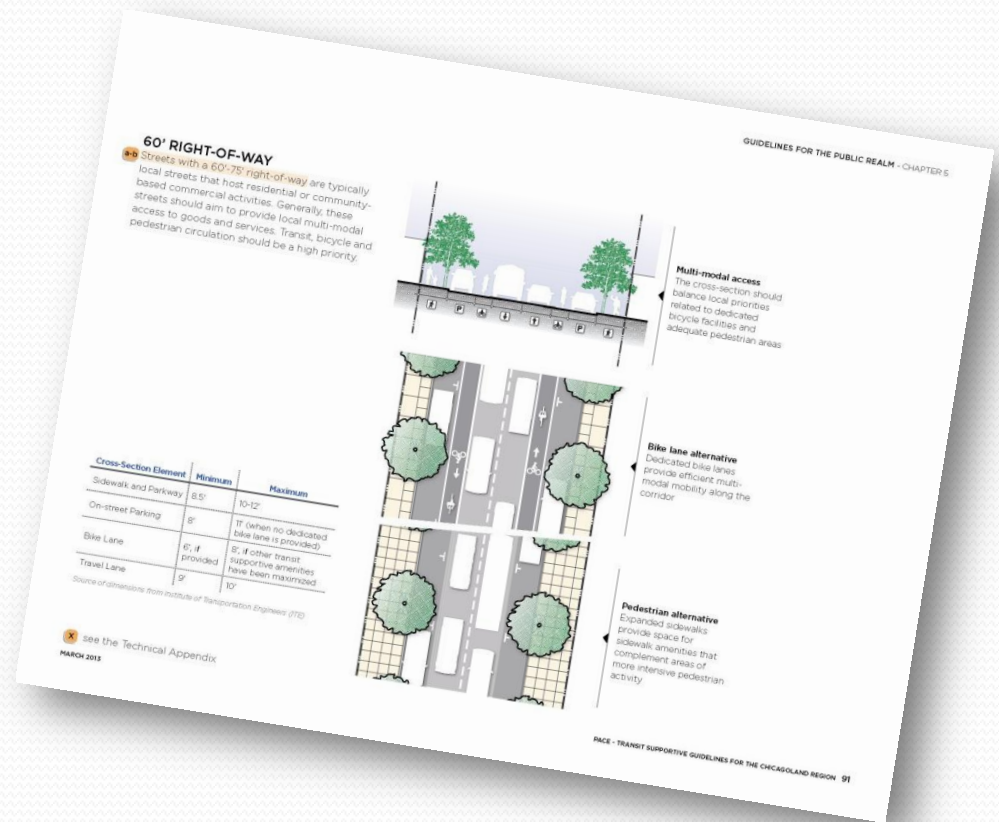 GUIDELINES FOR THE PUBLIC REALM - CHAPTER 5
60' RIGHT-OF-WAY
a-b Streets with a 60'-75' right-of-way are typically
local streets that host residential or community-
based commercial activities. Generally, these
streets should aim to provide local multi-modal
access to goods and services. Transit, bicycle and
pedestrian circulation should be a high priority.
P P
Multi-modal access
The cross-section should
balance local priorities
related to dedicated
bicycle facilities and
adequate pedestrian areas
Bike lane alternative
Dedicated bike lanes
provide efficient multi-
modal mobility along the
corridor
Pedestrian alternative
Expanded sidewalks
provide space for
sidewalk amenities that
complement areas of
more intensive pedestrian
activity
Cross-Section Element Minimum Maximum
Sidewalk and Parkway 8.5' 10-12'
On-street Parking 8' 11' (when no dedicated
bike lane is provided)
Bike Lane 6', if
provided 8', if other transit
supportive amenities
have been maximized
Travel Lane 9' 10'
Source of dimensions from Institute of Transportation Engineers (ITE)
X see the Technical Appendix
MARCH 2013
PACE - TRANSIT SUPPORTIVE GUIDELINES FOR THE CHICAGOLAND REGION 91